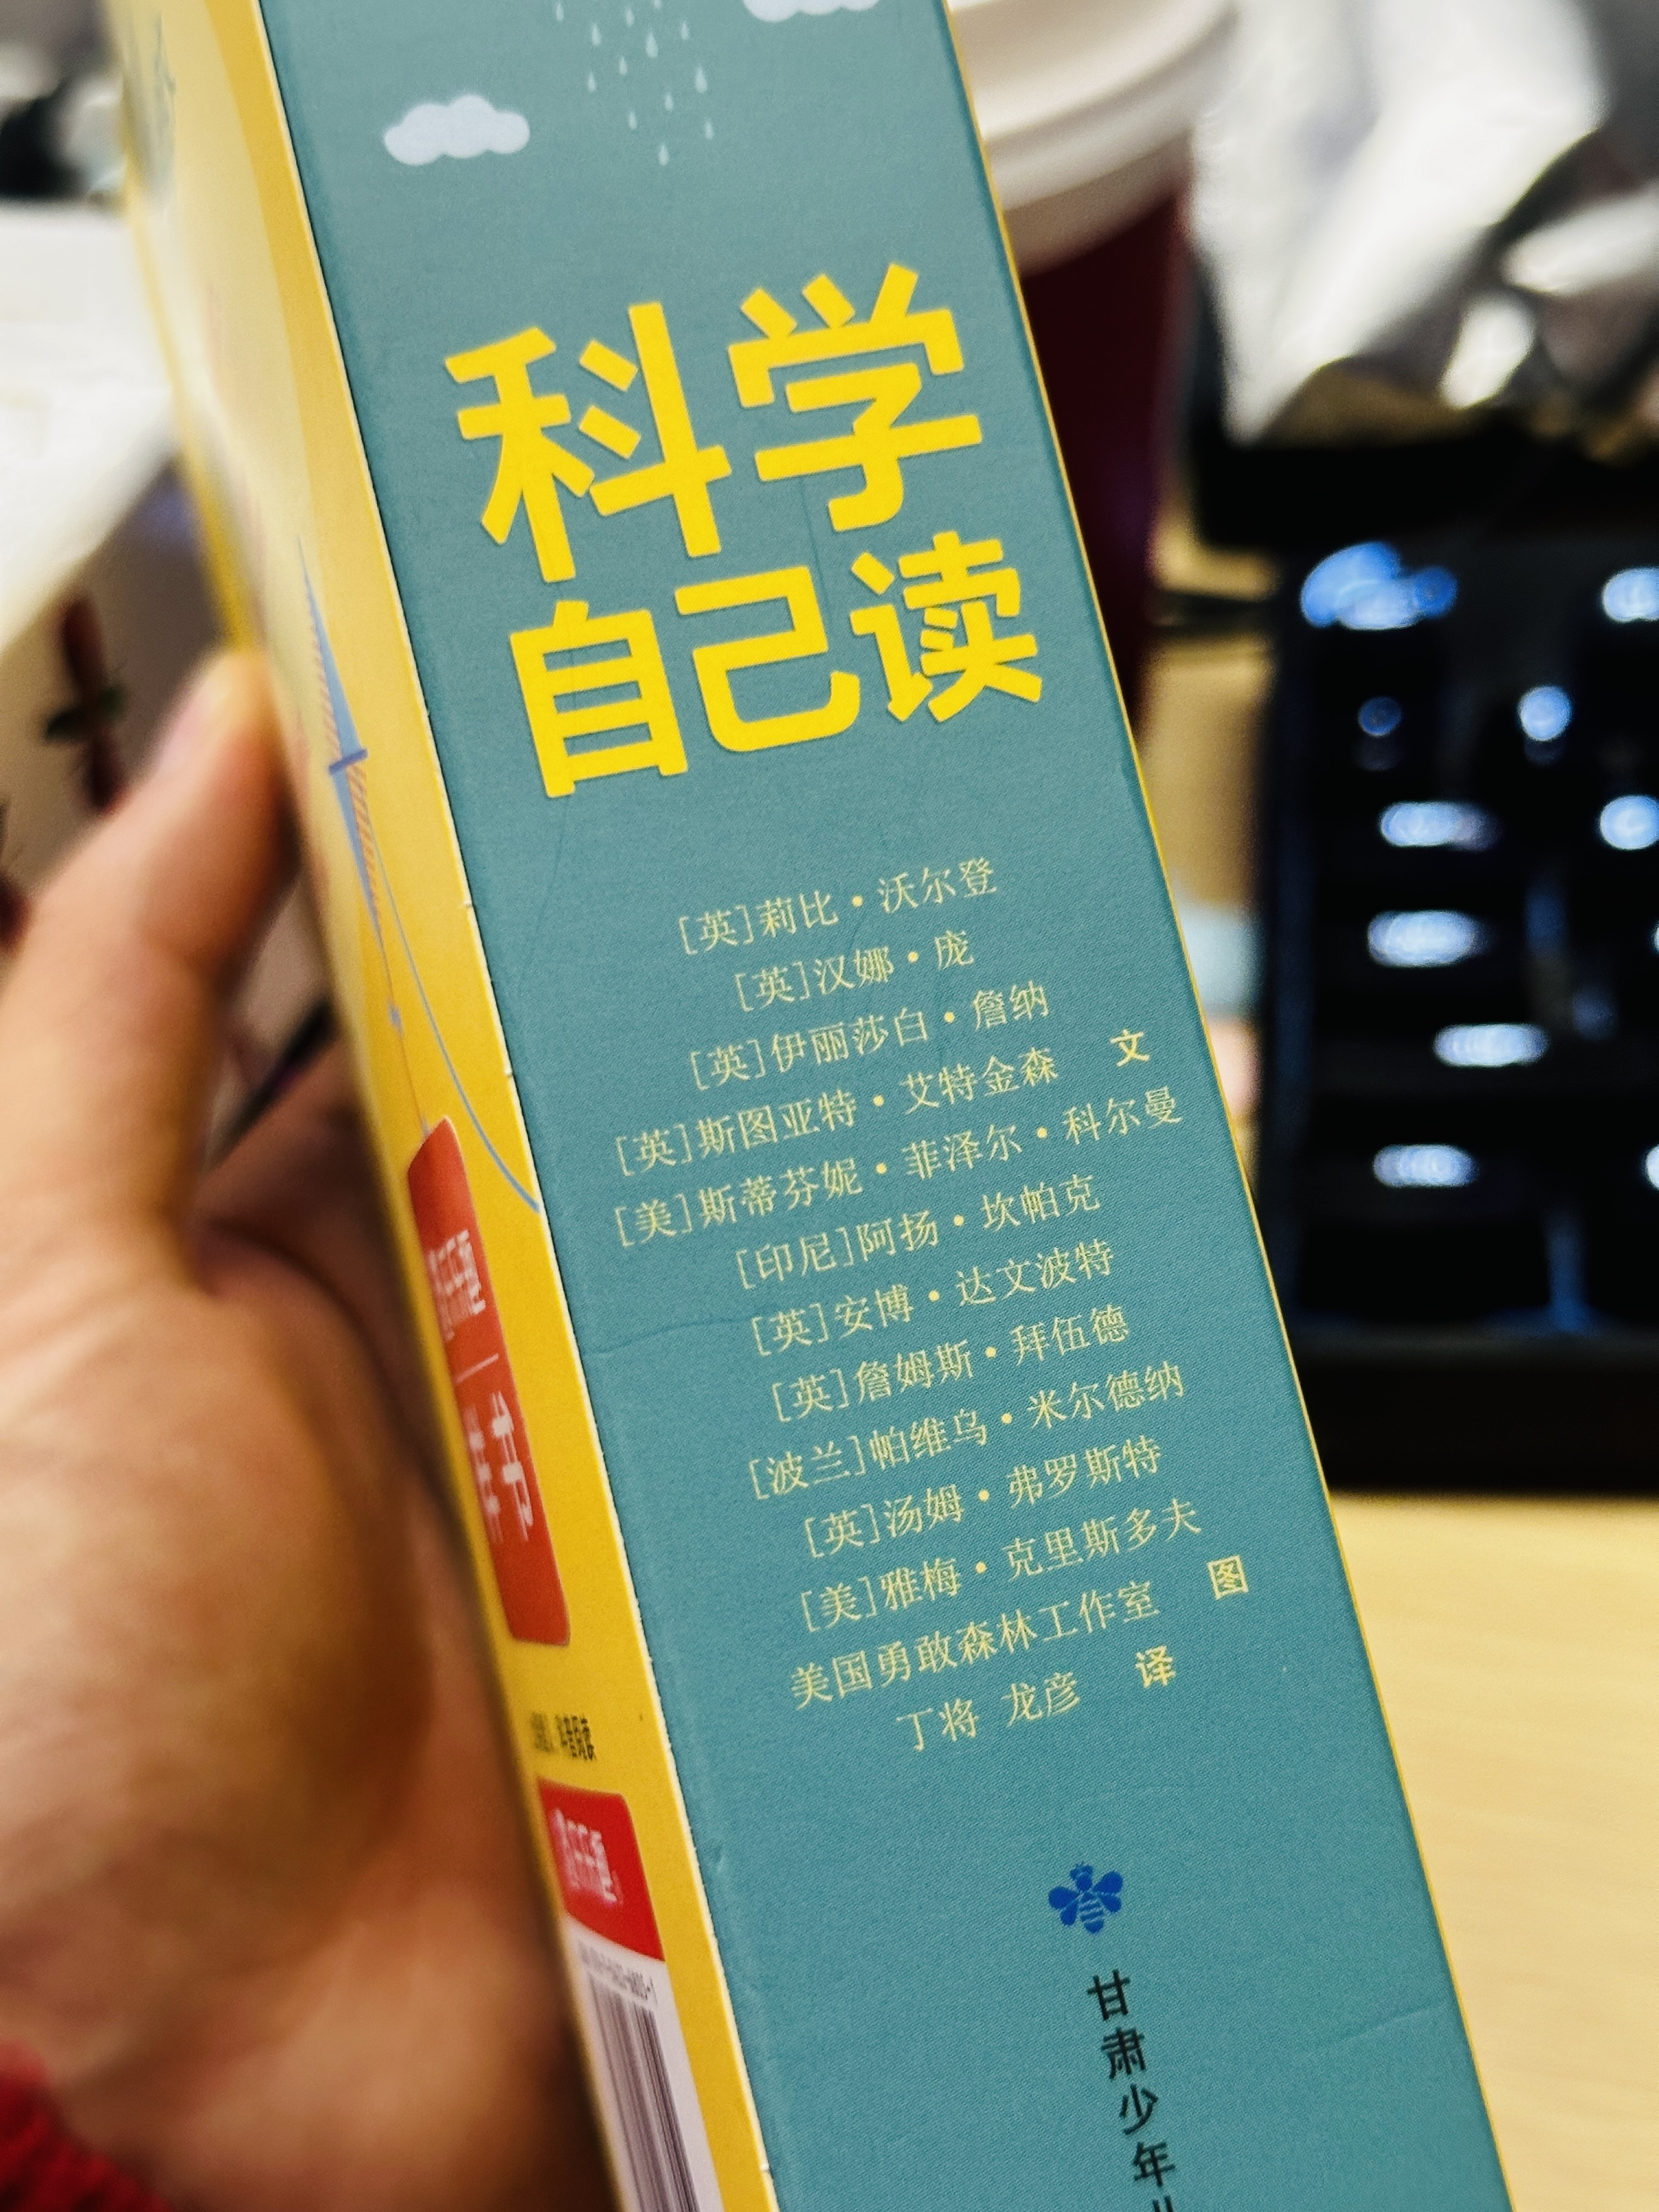 科学
自己读
[英]莉比·沃尔登
[英]汉娜·庞
[英]伊丽莎白·詹纳
[英]斯图亚特·艾特金森 文
[美]斯蒂芬妮·菲泽尔·科尔曼
[印尼]阿扬·坎帕克
[英]安博·达文波特
[英]詹姆斯·拜伍德
[波兰]帕维乌·米尔德纳
[英]汤姆·弗罗斯特
[美]雅梅·克里斯多夫
美国勇敢森林工作室 图
丁将 龙彦 译
甘肃少年